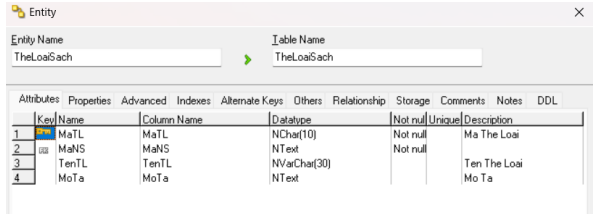 Entity
Entity Name Table Name
TheLoaiSach TheLoaiSach
Attributes Properties Advanced Indexes Alternate Keys Others Relationship Storage Comments Notes DDL
Key Name Column Name Datatype Not nul Unique Description
1 MaTL MaTL NChar(10) Not null Ma The Loai
2 MaNS MaNS NText Not null
3 TenTL TenTL NVarChar(30) Ten The Loai
4 MoTa MoTa NText Mo Ta